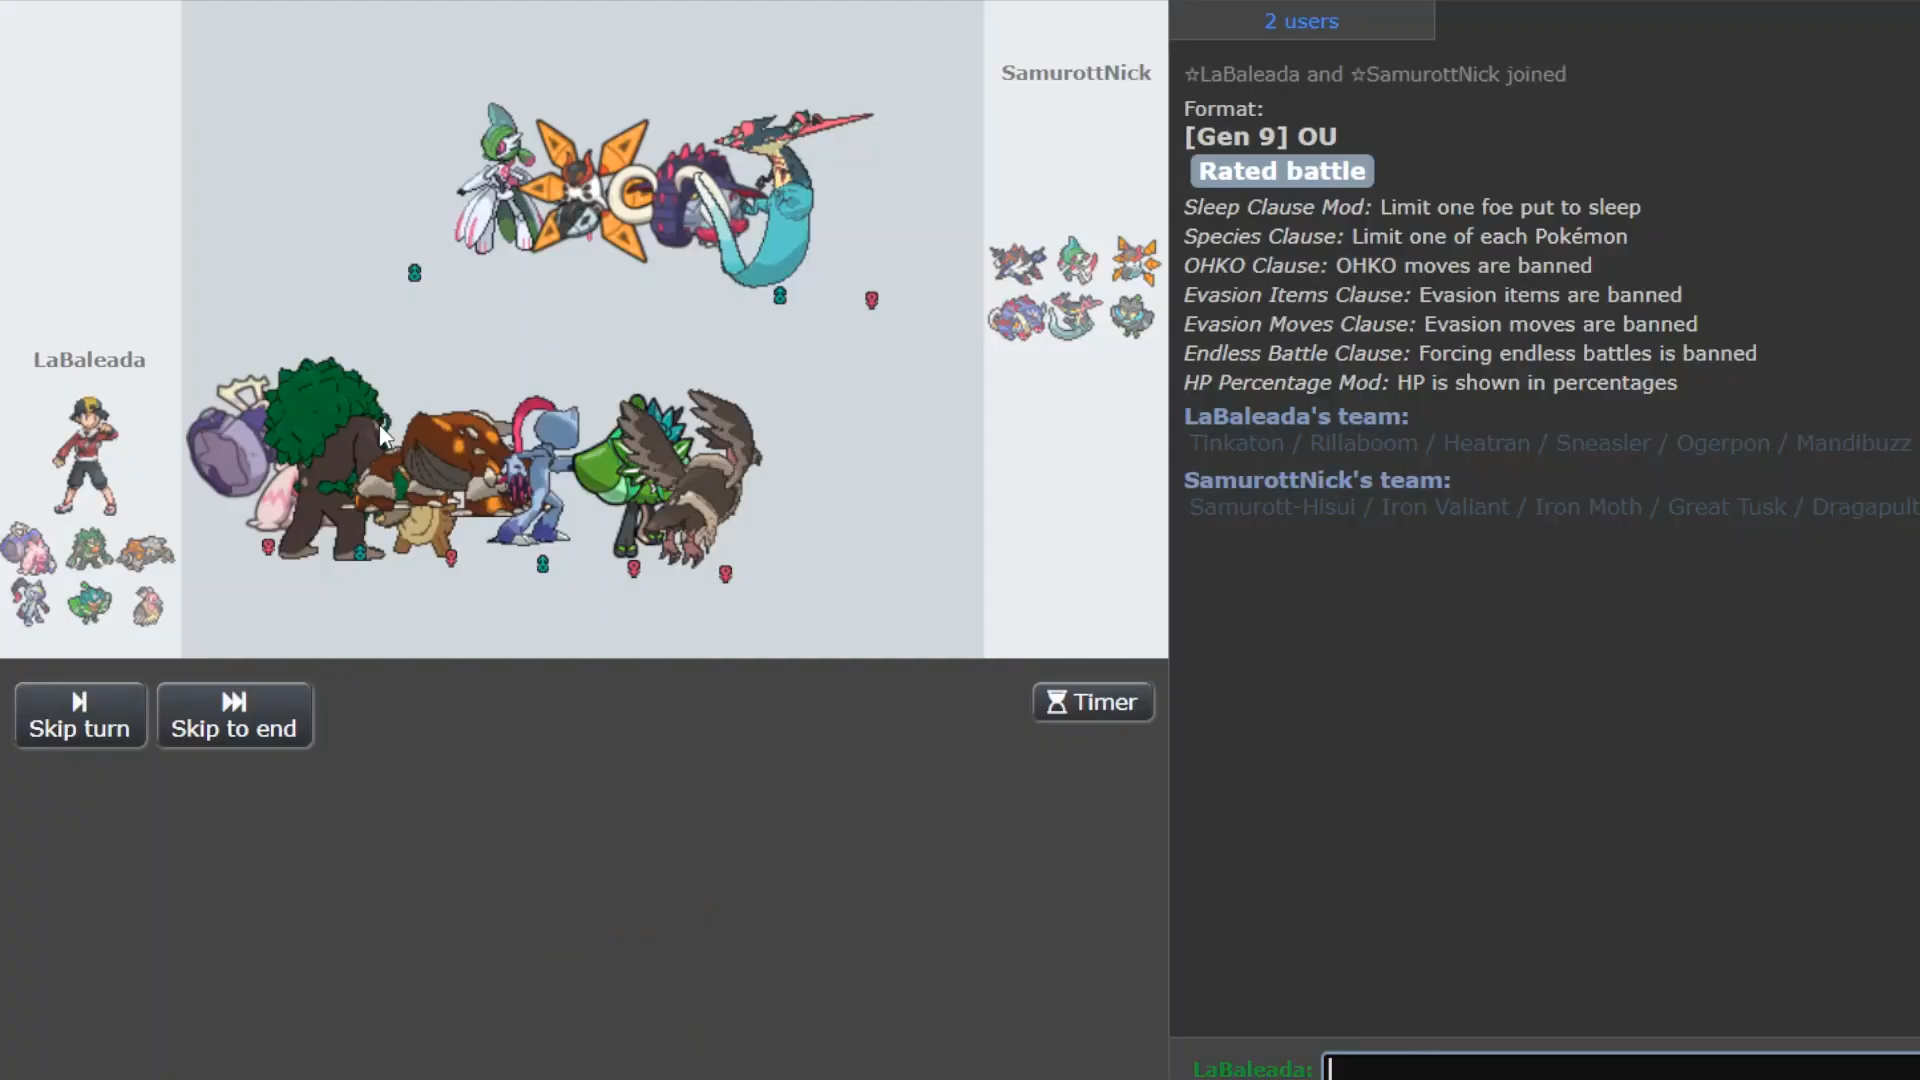 2 users
SamurottNick
☆LaBaleada and ☆SamurottNick joined
Format:
[Gen 9] OU
Rated battle
Sleep Clause Mod: Limit one foe put to sleep
Species Clause: Limit one of each Pokémon
OHKO Clause: OHKO moves are banned
Evasion Items Clause: Evasion items are banned
Evasion Moves Clause: Evasion moves are banned
Endless Battle Clause: Forcing endless battles is banned
HP Percentage Mod: HP is shown in percentages
LaBaleada
LaBaleada's team:
Tinkaton / Rillaboom / Heatran / Sneasler / Ogerpon / Mandibuzz
SamurottNick's team:
Samurott-Hisui / Iron Valiant / Iron Moth / Great Tusk / Dragapult
Skip turn
Skip to end
Timer
LaBaleada: